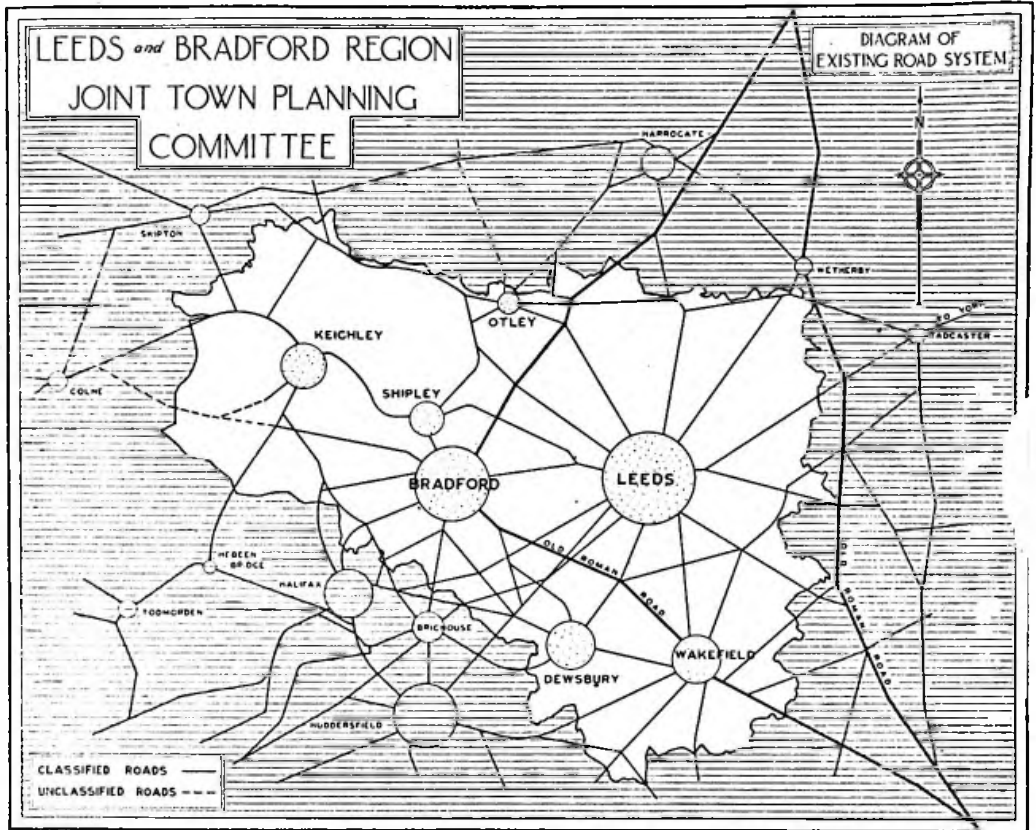 LEEDS and BRADFORD REGION
JOINT TOWN PLANNING
COMMITTEE
DIAGRAM OF
EXISTING ROAD SYSTEM
N
HARROGATE
SKIPTON
WETHERBY
TO YORK
TADCASTER
OTLEY
KEIGHLEY
COLNE
SHIPLEY
BRADFORD
LEEDS
OLD ROMAN
ROAD
OLD
ROMAN
ROAD
HEBDEN
BRIDGE
HALIFAX
TODMORDEN
BRIGHOUSE
WAKEFIELD
DEWSBURY
HUDDERSFIELD
CLASSIFIED ROADS
UNCLASSIFIED ROADS